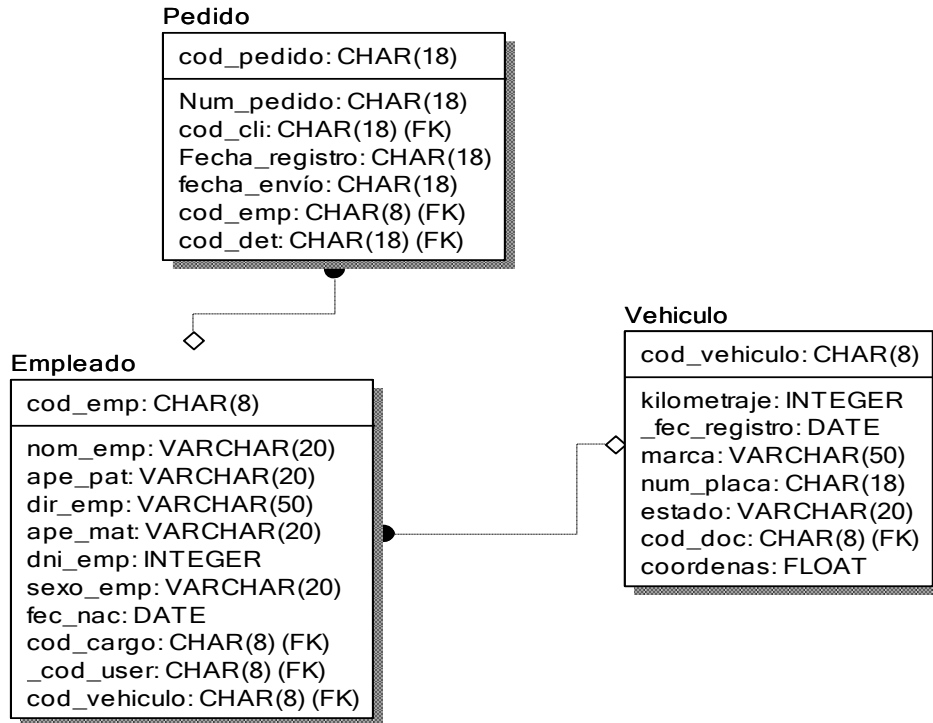 Pedido
cod_pedido: CHAR(18)
Num_pedido: CHAR(18)
cod_cli: CHAR(18) (FK)
Fecha_registro: CHAR(18)
fecha_envío: CHAR(18)
cod_emp: CHAR(8) (FK)
cod_det: CHAR(18) (FK)
Empleado
cod_emp: CHAR(8)
nom_emp: VARCHAR(20)
ape_pat: VARCHAR(20)
dir_emp: VARCHAR(50)
ape_mat: VARCHAR(20)
dni_emp: INTEGER
sexo_emp: VARCHAR(20)
fec_nac: DATE
cod_cargo: CHAR(8) (FK)
_cod_user: CHAR(8) (FK)
cod_vehiculo: CHAR(8) (FK)
Vehiculo
cod_vehiculo: CHAR(8)
kilometraje: INTEGER
_fec_registro: DATE
marca: VARCHAR(50)
num_placa: CHAR(18)
estado: VARCHAR(20)
cod_doc: CHAR(8) (FK)
coordenas: FLOAT